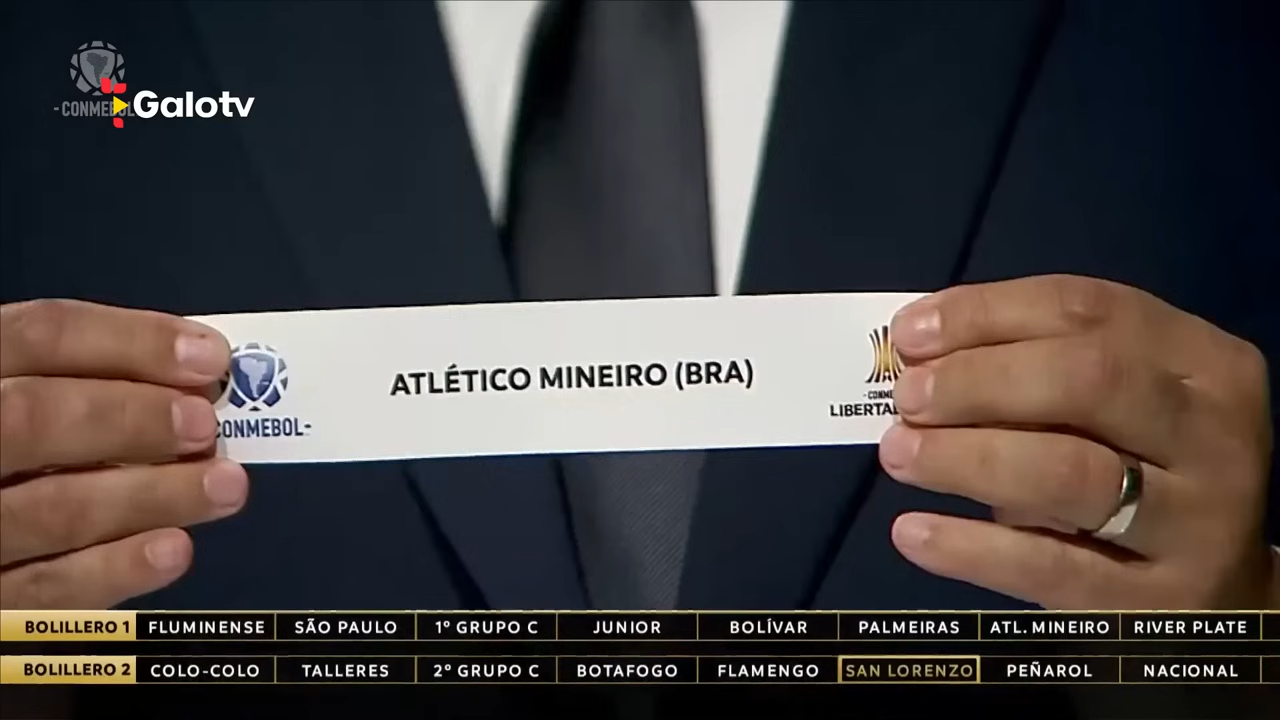 -CONMEBOL
Galotv
ATLÉTICO MINEIRO (BRA)
CONMEBOL-
BOLILLERO 1 FLUMINENSE SÃO PAULO 1º GRUPO C JUNIOR BOLÍVAR PALMEIRAS ATL. MINEIRO RIVER PLATE
BOLILLERO 2 COLO-COLO TALLERES 2º GRUPO C BOTAFOGO FLAMENGO SAN LORENZO PEÑAROL NACIONAL